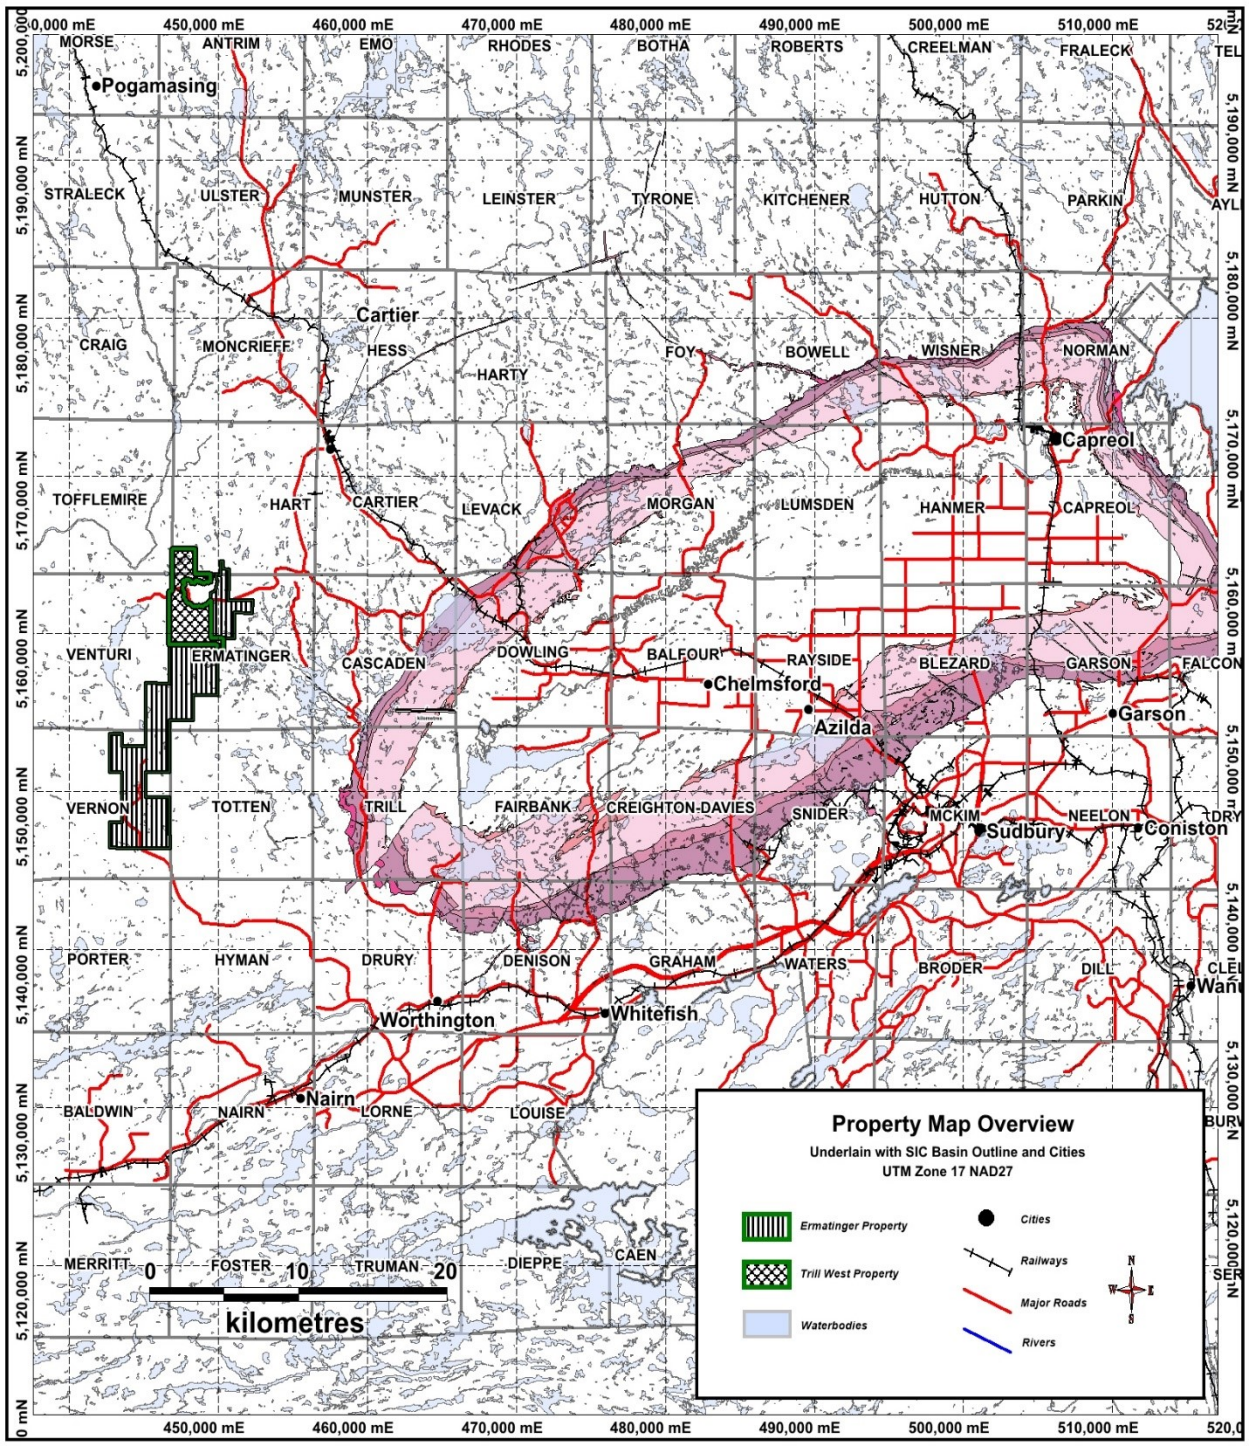 450,000 mE 460,000 mE 470,000 mE 480,000 mE 490,000 mE 500,000 mE 510,000 mE
MORSE ANTRIM EMO RHODES BOTHA ROBERTS CREELMAN FRALECK TEL
5,200,000
Pogamasing
5,190,000 mN
STRALECK ULSTER MUNSTER LEINSTER TYRONE KITCHENER HUTTON PARKIN AYL
5,190,000 mN
5,180,000 mN
Cartier
CRAIG MONCRIEFF HESS HARTY FOY BOWELL WISNER NORMAN
5,180,000 mN
5,170,000 mN
Capreol
TOFFLEMIRE HART CARTIER LEVACK MORGAN LUMSDEN HANMER CAPREOL
5,170,000 mN
5,160,000 mN
VENTURI ERMATINGER CASCADEN DOWLING BALFOUR RAYSIDE BLEZARD GARSON FALCON
5,160,000 mN
Chelmsford
Garson
kilometres
Azilda
5,150,000 mN
VERNON TOTTEN TRILL FAIRBANK CREIGHTON-DAVIES SNIDER MCKIM NEELON DRY
5,150,000 mN
Sudbury Coniston
5,140,000 mN
PORTER HYMAN DRURY DENISON GRAHAM WATERS BRODER DILL CLEL
5,140,000 mN
Worthington Whitefish
5,130,000 mN
Nairn
BALDWIN NAIRN LORNE LOUISE
5,130,000 mN
Property Map Overview
Underlain with SIC Basin Outline and Cities
UTM Zone 17 NAD27
Ermatinger Property
Trill West Property
Waterbodies
Cities
Railways
Major Roads
Rivers
N
W E
S
5,120,000 mN
MERRITT FOSTER TRUMAN DIEPPE CAEN SER
5,120,000 mN
0 10 20
kilometres
0 mN
450,000 mE 460,000 mE 470,000 mE 480,000 mE 490,000 mE 500,000 mE 510,000 mE 520,0